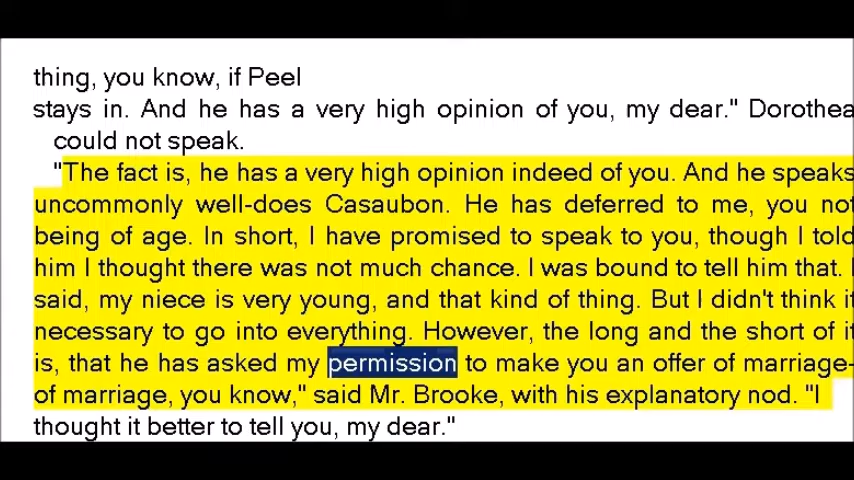 thing, you know, if Peel
stays in. And he has a very high opinion of you, my dear." Dorothea
could not speak.
"The fact is, he has a very high opinion indeed of you. And he speaks
uncommonly well-does Casaubon. He has deferred to me, you not
being of age. In short, I have promised to speak to you, though I told
him I thought there was not much chance. I was bound to tell him that. I
said, my niece is very young, and that kind of thing. But I didn't think it
necessary to go into everything. However, the long and the short of it
is, that he has asked my permission to make you an offer of marriage-
of marriage, you know," said Mr. Brooke, with his explanatory nod. "I
thought it better to tell you, my dear."